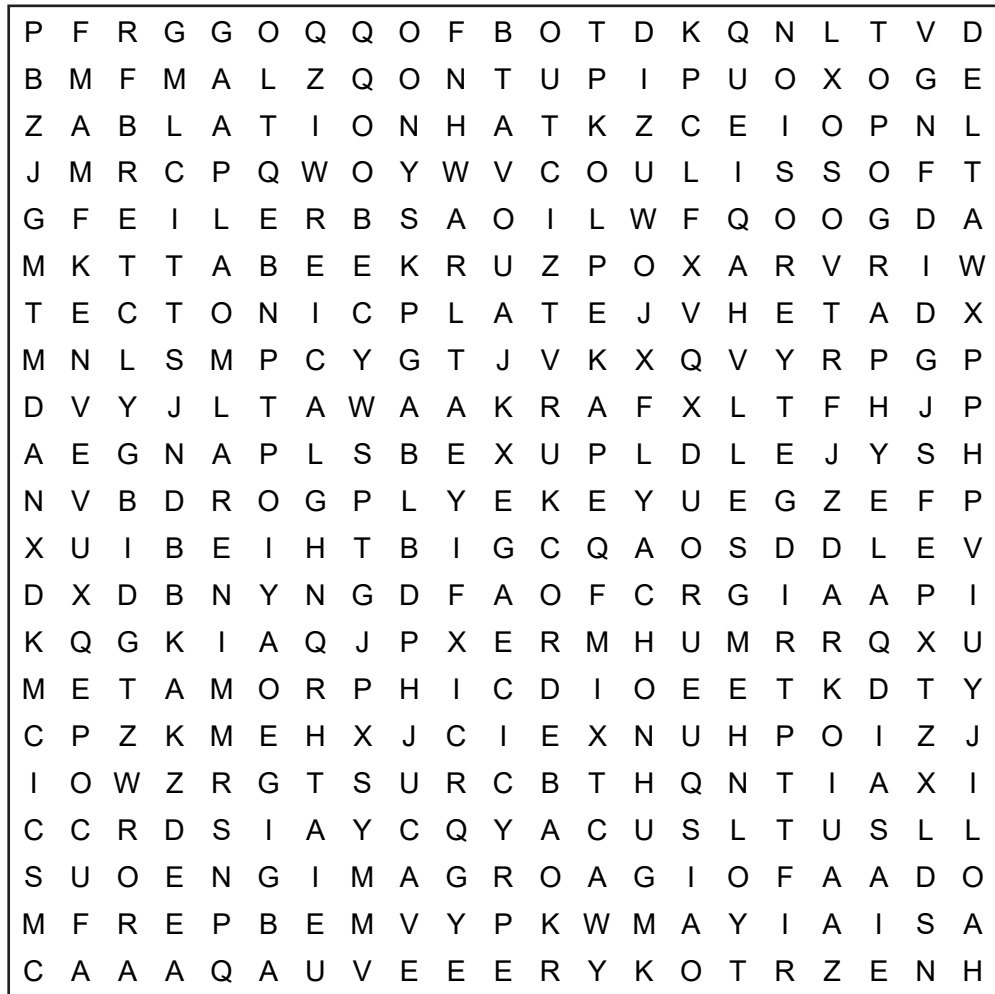 P F R G G O Q Q O F B O T D K Q N L T V D
B M F M A L Z Q O N T U P I P U O X O G E
Z A B L A T I O N H A T K Z C E I O P N L
J M R C P Q W O Y W V C O U L I S S O F T
G F E I L E R B S A O I L W F Q O O G D A
M K T T A B E E K R U Z P O X A R V R I W
T E C T O N I C P L A T E J V H E T A D X
M N L S M P C Y G T J V K X Q V Y R P G P
D V Y J L T A W A A K R A F X L T F H J P
A E G N A P L S B E X U P L D L E J Y S H
N V B D R O G P L Y E K E Y U E G Z E F P
X U I B E I H T B I G C Q A O S D D L E V
D X D B N Y N G D F A O F C R G I A A P I
K Q G K I A Q J P X E R M H U M R R Q X U
M E T A M O R P H I C D I O E E T K D T Y
C P Z K M E H X J C I E X N U H P O I Z J
I O W Z R G T S U R C B T H Q N T I A X I
C C R D S I A Y C Q Y A C U S L T U S L L
S U O E N G I M A G R O A G I O F A A D O
M F R E P B E M V Y P K W M A Y I A I S A
C A A A Q A U V E E E R Y K O T R Z E N H